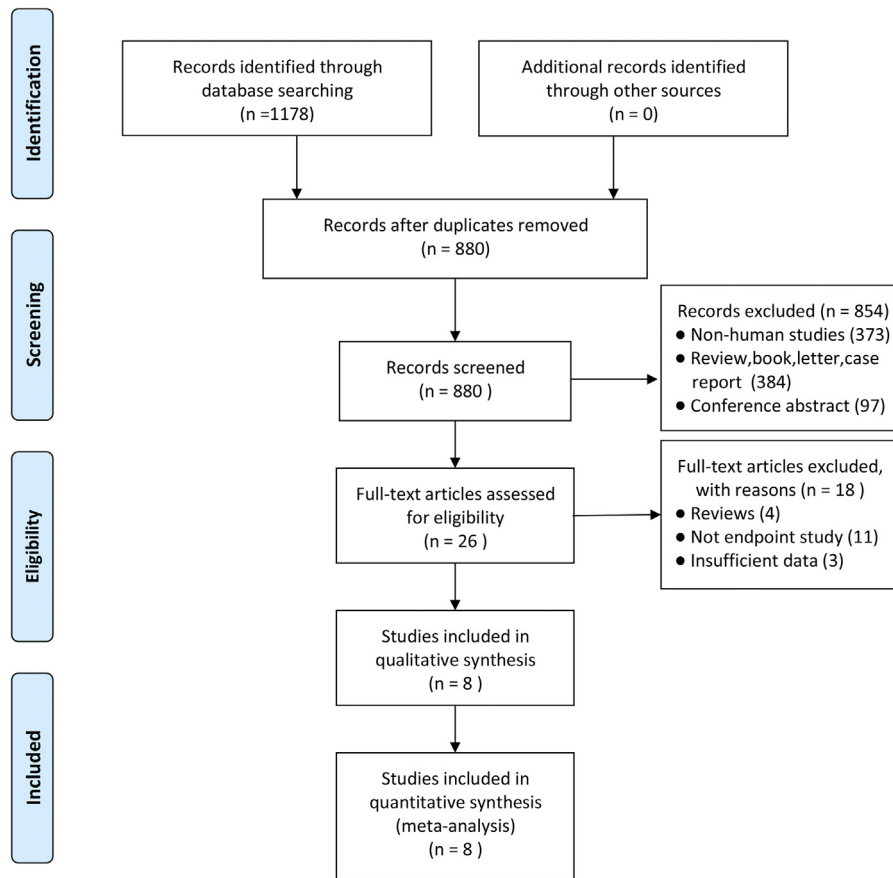 Identification
Records identified through
database searching
(n =1178)
Additional records identified
through other sources
(n = 0)
Records after duplicates removed
(n = 880)
Screening
Records screened
(n = 880 )
Records excluded (n = 854)
● Non-human studies (373)
● Review,book,letter,case
report (384)
● Conference abstract (97)
Eligibility
Full-text articles assessed
for eligibility
(n = 26 )
Full-text articles excluded,
with reasons (n = 18 )
● Reviews (4)
● Not endpoint study (11)
● Insufficient data (3)
Studies included in
qualitative synthesis
(n = 8 )
Included
Studies included in
quantitative synthesis
(meta-analysis)
(n = 8 )